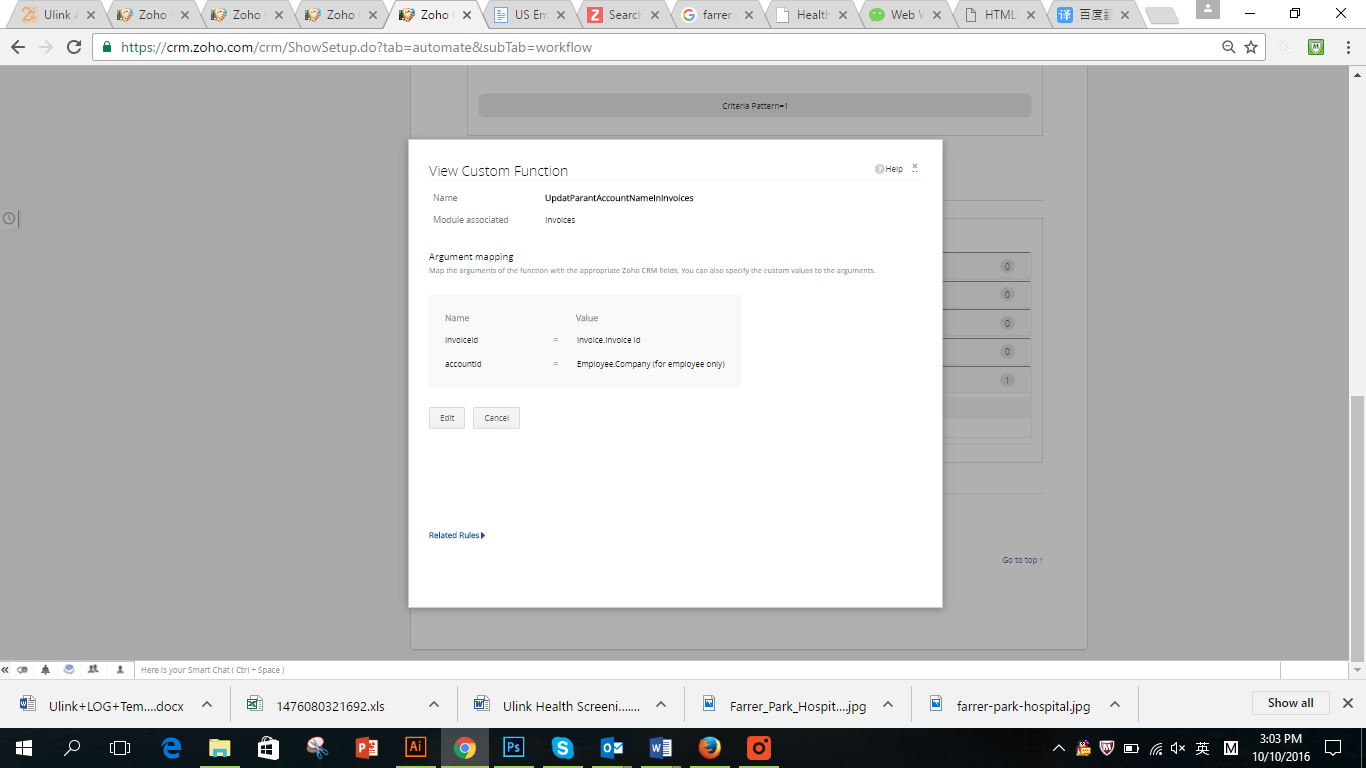 Ulink A
Zoho
Zoho
Zoho
Zoho
US Em
Search
farrer
Health
Web W
HTML
百度翻
https://crm.zoho.com/crm/ShowSetup.do?tab=automate&subTab=workflow
Criteria Pattern=1
View Custom Function
Help
Name UpdatParantAccountNameInInvoices
Module associated Invoices
Argument mapping
Map the arguments of the function with the appropriate Zoho CRM fields. You can also specify the custom values to the arguments.
Name Value
invoiceId = Invoice.Invoice Id
accountId = Employee.Company (for employee only)
Edit Cancel
0
0
0
0
1
Related Rules
Go to top ↑
Here is your Smart Chat ( Ctrl + Space )
Ulink+LOG+Tem....docx
1476080321692.xls
Ulink Health Screeni.......
Farrer_Park_Hospit....jpg
farrer-park-hospital.jpg
Show all
英
M
3:03 PM
10/10/2016